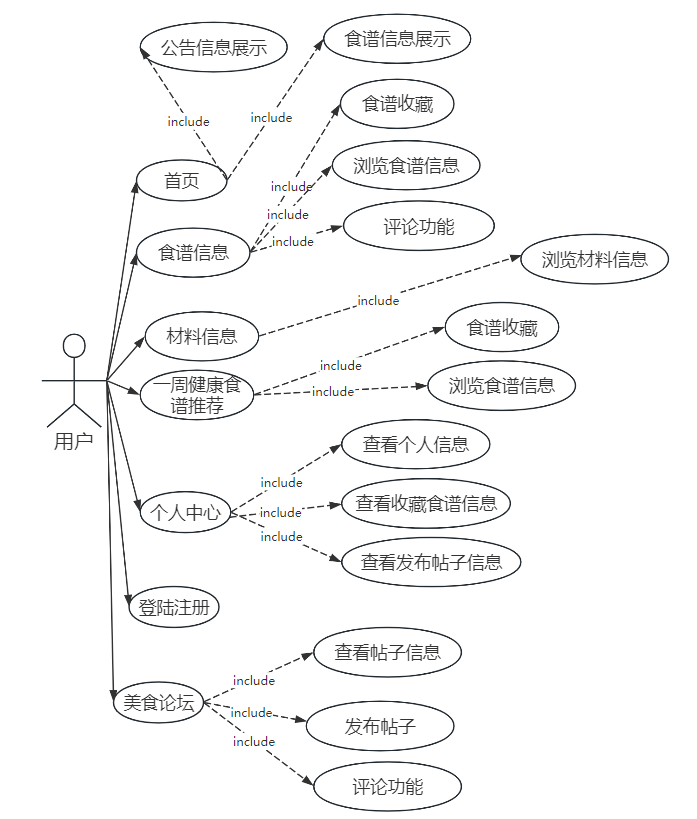 公告信息展示
食谱信息展示
include
include
食谱收藏
浏览食谱信息
首页
include
include
评论功能
食谱信息
include
浏览材料信息
include
材料信息
食谱收藏
include
一周健康食
谱推荐
include
浏览食谱信息
用户
查看个人信息
include
查看收藏食谱信息
个人中心
include
include
查看发布帖子信息
登陆注册
查看帖子信息
include
美食论坛
include
发布帖子
include
评论功能